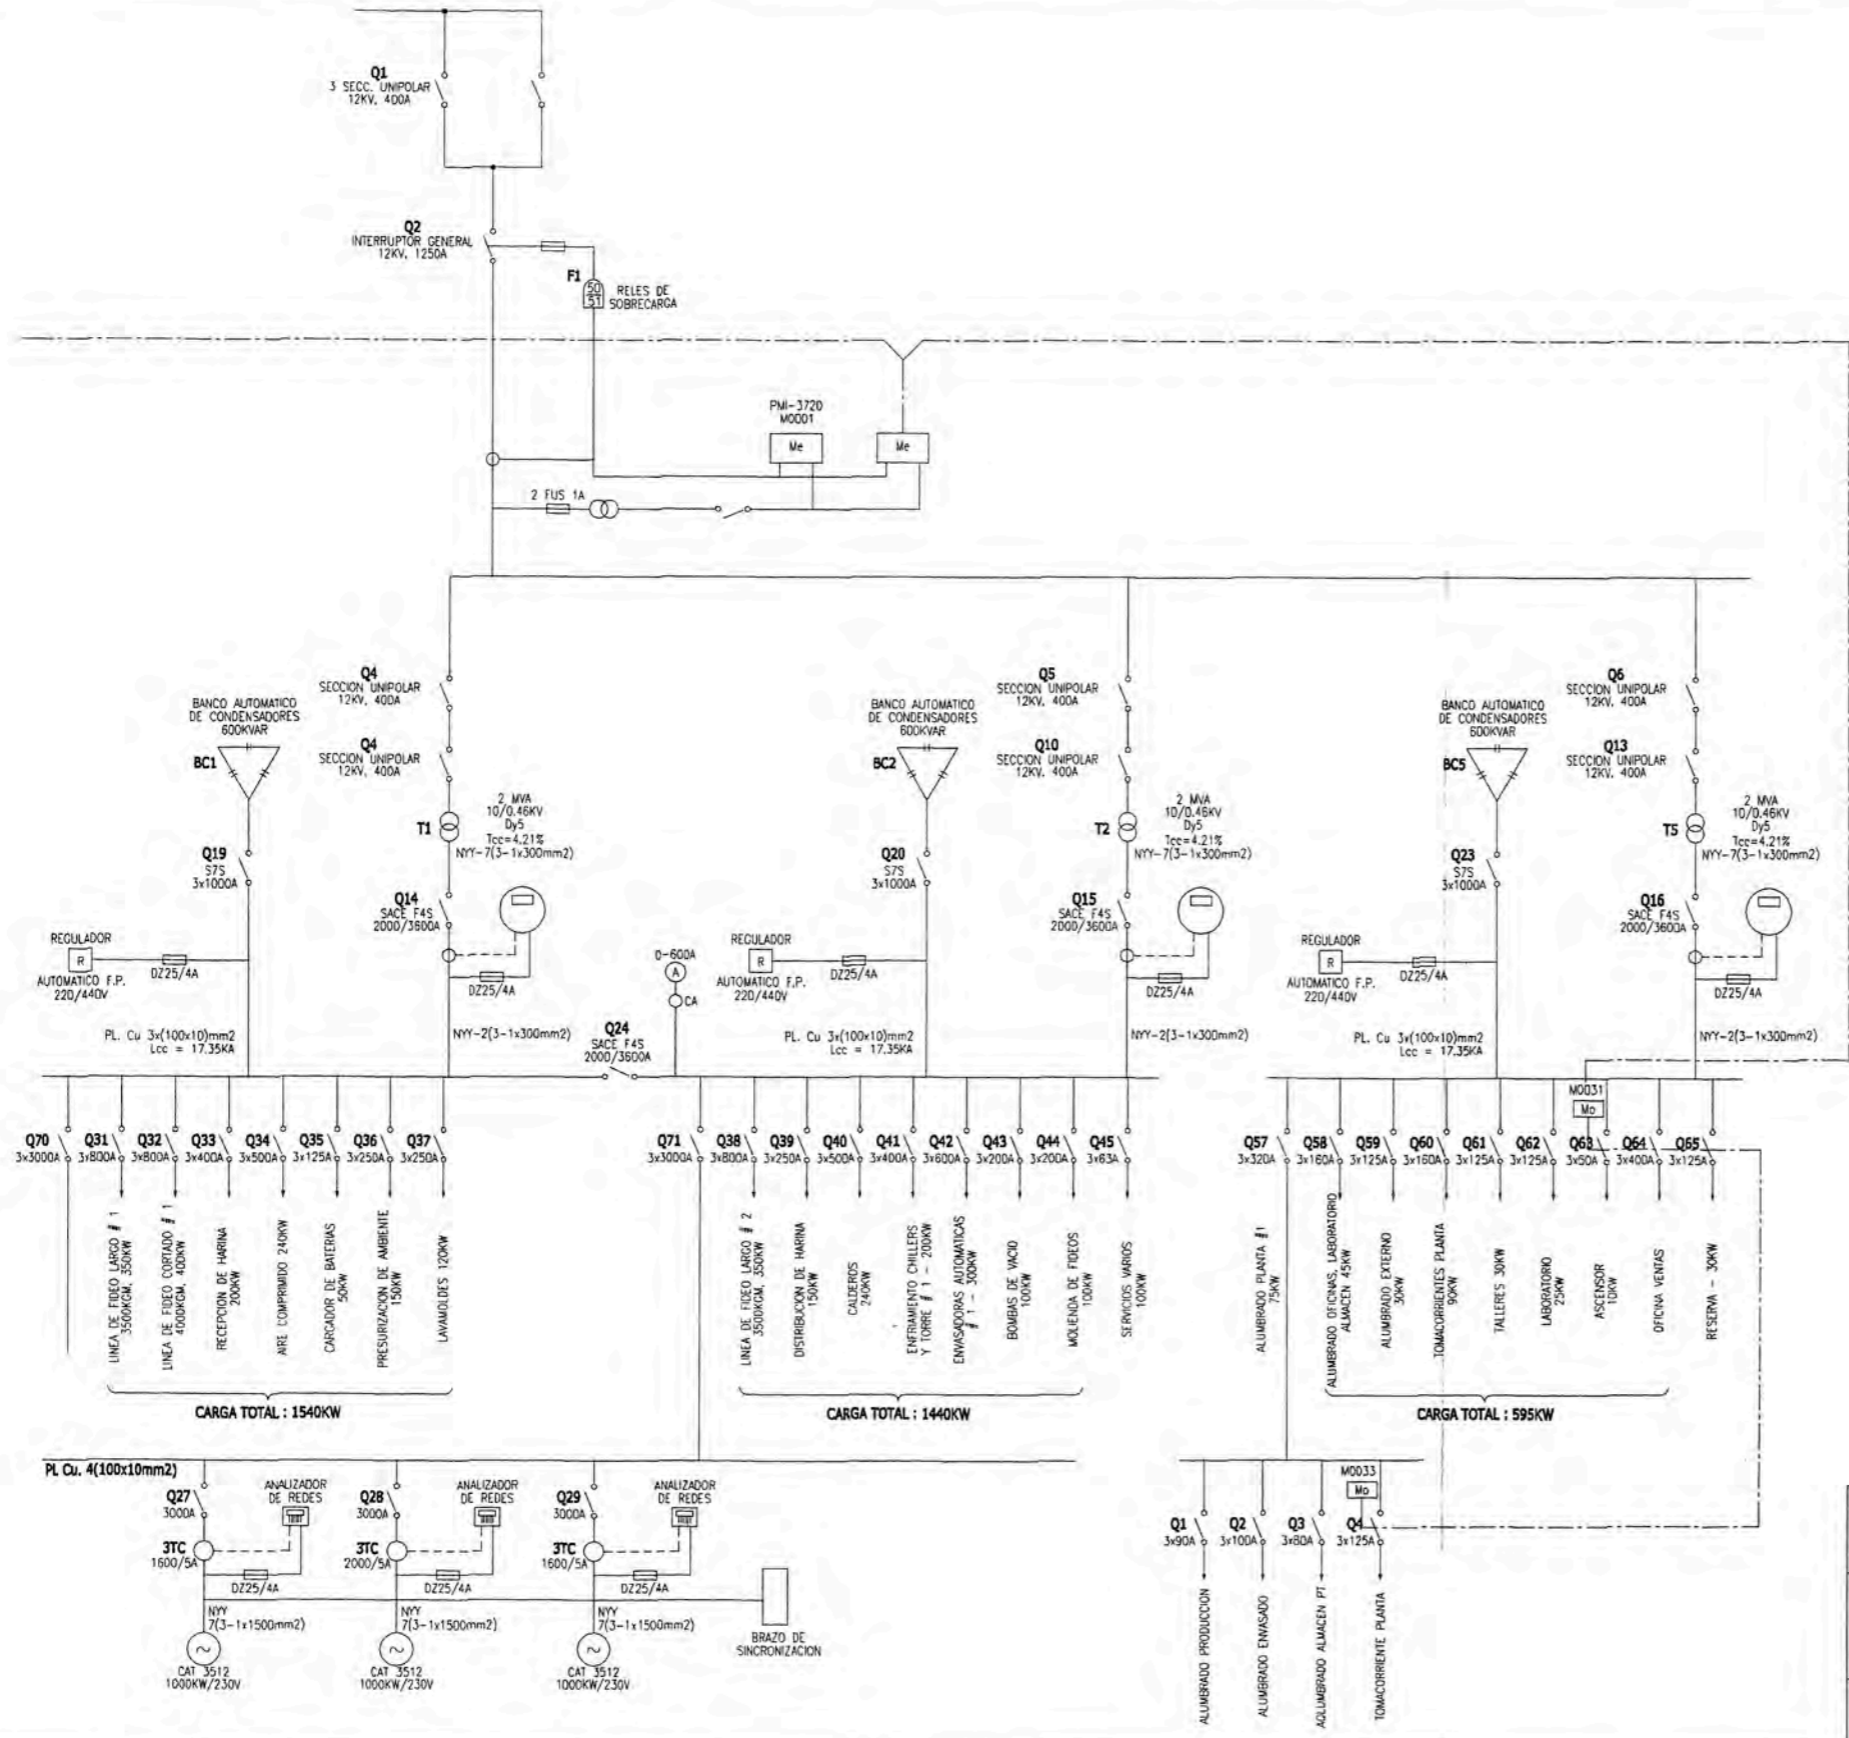 Q1
3 SECC. UNIPOLAR
12KV, 400A
Q2
INTERRUPTOR GENERAL
12KV, 1250A
F1
50
51
RELES DE
SOBRECARGA
PMI-3720
M0001
Me
Me
2 FUS 1A
BANCO AUTOMATICO
DE CONDENSADORES
600KVAR
BC1
Q4
SECCION UNIPOLAR
12KV, 400A
Q4
SECCION UNIPOLAR
12KV, 400A
2 MVA
10/0.46KV
Dy5
Tcc=4.21%
T1
NYY-7(3-1x300mm2)
Q19
S7S
3x1000A
Q14
SACE F4S
2000/3600A
REGULADOR
R
AUTOMATICO F.P.
220/440V
DZ25/4A
DZ25/4A
PL. Cu 3x(100x10)mm2
Lcc = 17.35KA
NYY-2(3-1x300mm2)
Q24
SACE F4S
2000/3600A
0-600A
A
CA
BANCO AUTOMATICO
DE CONDENSADORES
600KVAR
BC2
Q5
SECCION UNIPOLAR
12KV, 400A
Q10
SECCION UNIPOLAR
12KV, 400A
2 MVA
10/0.46KV
Dy5
Tcc=4.21%
T2
NYY-7(3-1x300mm2)
Q20
S7S
3x1000A
Q15
SACE F4S
2000/3600A
REGULADOR
R
AUTOMATICO F.P.
220/440V
DZ25/4A
DZ25/4A
PL. Cu 3x(100x10)mm2
Lcc = 17.35KA
NYY-2(3-1x300mm2)
BANCO AUTOMATICO
DE CONDENSADORES
600KVAR
BC5
Q6
SECCION UNIPOLAR
12KV, 400A
Q13
SECCION UNIPOLAR
12KV, 400A
2 MVA
10/0.46KV
Dy5
Tcc=4.21%
T5
NYY-7(3-1x300mm2)
Q23
S7S
3x1000A
Q16
SACE F4S
2000/3600A
REGULADOR
R
AUTOMATICO F.P.
220/440V
DZ25/4A
DZ25/4A
PL. Cu 3x(100x10)mm2
Lcc = 17.35KA
NYY-2(3-1x300mm2)
M0031
Mo
Q70
3x3000A
Q31
3x800A
Q32
3x800A
Q33
3x400A
Q34
3x500A
Q35
3x125A
Q36
3x250A
Q37
3x250A
LINEA DE FIDEO LARGO # 1
3500KGM, 350KW
LINEA DE FIDEO CORTADO # 1
4000KGM, 400KW
RECEPCION DE HARINA
200KW
AIRE COMPRIMIDO 240KW
CARGADOR DE BATERIAS
50KW
PRESURIZACION DE AMBIENTE
150KW
LAVAMOLDES 120KW
CARGA TOTAL : 1540KW
Q71
3x3000A
Q38
3x800A
Q39
3x250A
Q40
3x500A
Q41
3x400A
Q42
3x600A
Q43
3x200A
Q44
3x200A
Q45
3x63A
LINEA DE FIDEO LARGO # 2
3500KGM, 350KW
DISTRIBUCION DE HARINA
150KW
CALDEROS
240KW
ENFRIAMIENTO CHILLERS
Y TORRE # 1 - 200KW
ENVASADORAS AUTOMATICAS
# 1 - 300KW
BOMBAS DE VACIO
100KW
MOLIENDA DE FIDEOS
100KW
SERVICIOS VARIOS
100KW
CARGA TOTAL : 1440KW
Q57
3x320A
Q58
3x160A
Q59
3x125A
Q60
3x160A
Q61
3x125A
Q62
3x125A
Q63
3x50A
Q64
3x400A
Q65
3x125A
ALUMBRADO PLANTA #1
75KW
ALUMBRADO OFICINAS, LABORATORIO
ALMACEN 45KW
ALUMBRADO EXTERNO
30KW
TOMACORRIENTES PLANTA
90KW
TALLERES 30KW
LABORATORIO
25KW
ASCENSOR
10KW
OFICINA VENTAS
RESERVA - 30KW
CARGA TOTAL : 595KW
PL Cu. 4(100x10mm2)
Q27
3000A
ANALIZADOR
DE REDES
3TC
1600/5A
DZ25/4A
NYY
7(3-1x1500mm2)
CAT 3512
1000KW/230V
Q28
3000A
ANALIZADOR
DE REDES
3TC
2000/5A
DZ25/4A
NYY
7(3-1x1500mm2)
CAT 3512
1000KW/230V
Q29
3000A
ANALIZADOR
DE REDES
3TC
1600/5A
DZ25/4A
NYY
7(3-1x1500mm2)
CAT 3512
1000KW/230V
BRAZO DE
SINCRONIZACION
M0033
Mo
Q1
3x90A
Q2
3x100A
Q3
3x80A
Q4
3x125A
ALUMBRADO PRODUCCION
ALUMBRADO ENVASADO
AOLUMBRADO ALMACEN PT
TOMACORRIENTE PLANTA